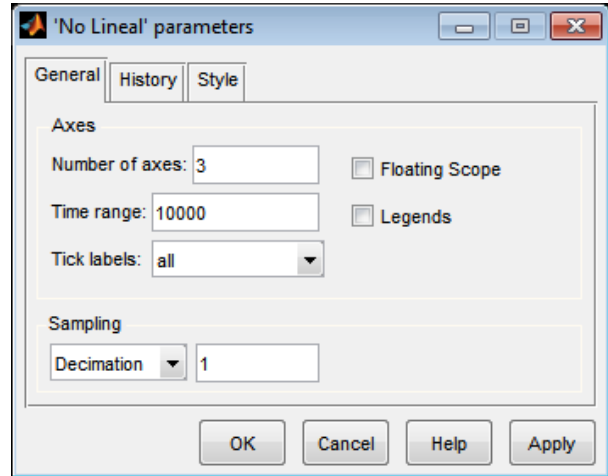 'No Lineal' parameters
General History Style
Axes
Number of axes: 3
Floating Scope
Time range: 10000
Legends
Tick labels: all
Sampling
Decimation 1
OK Cancel Help Apply